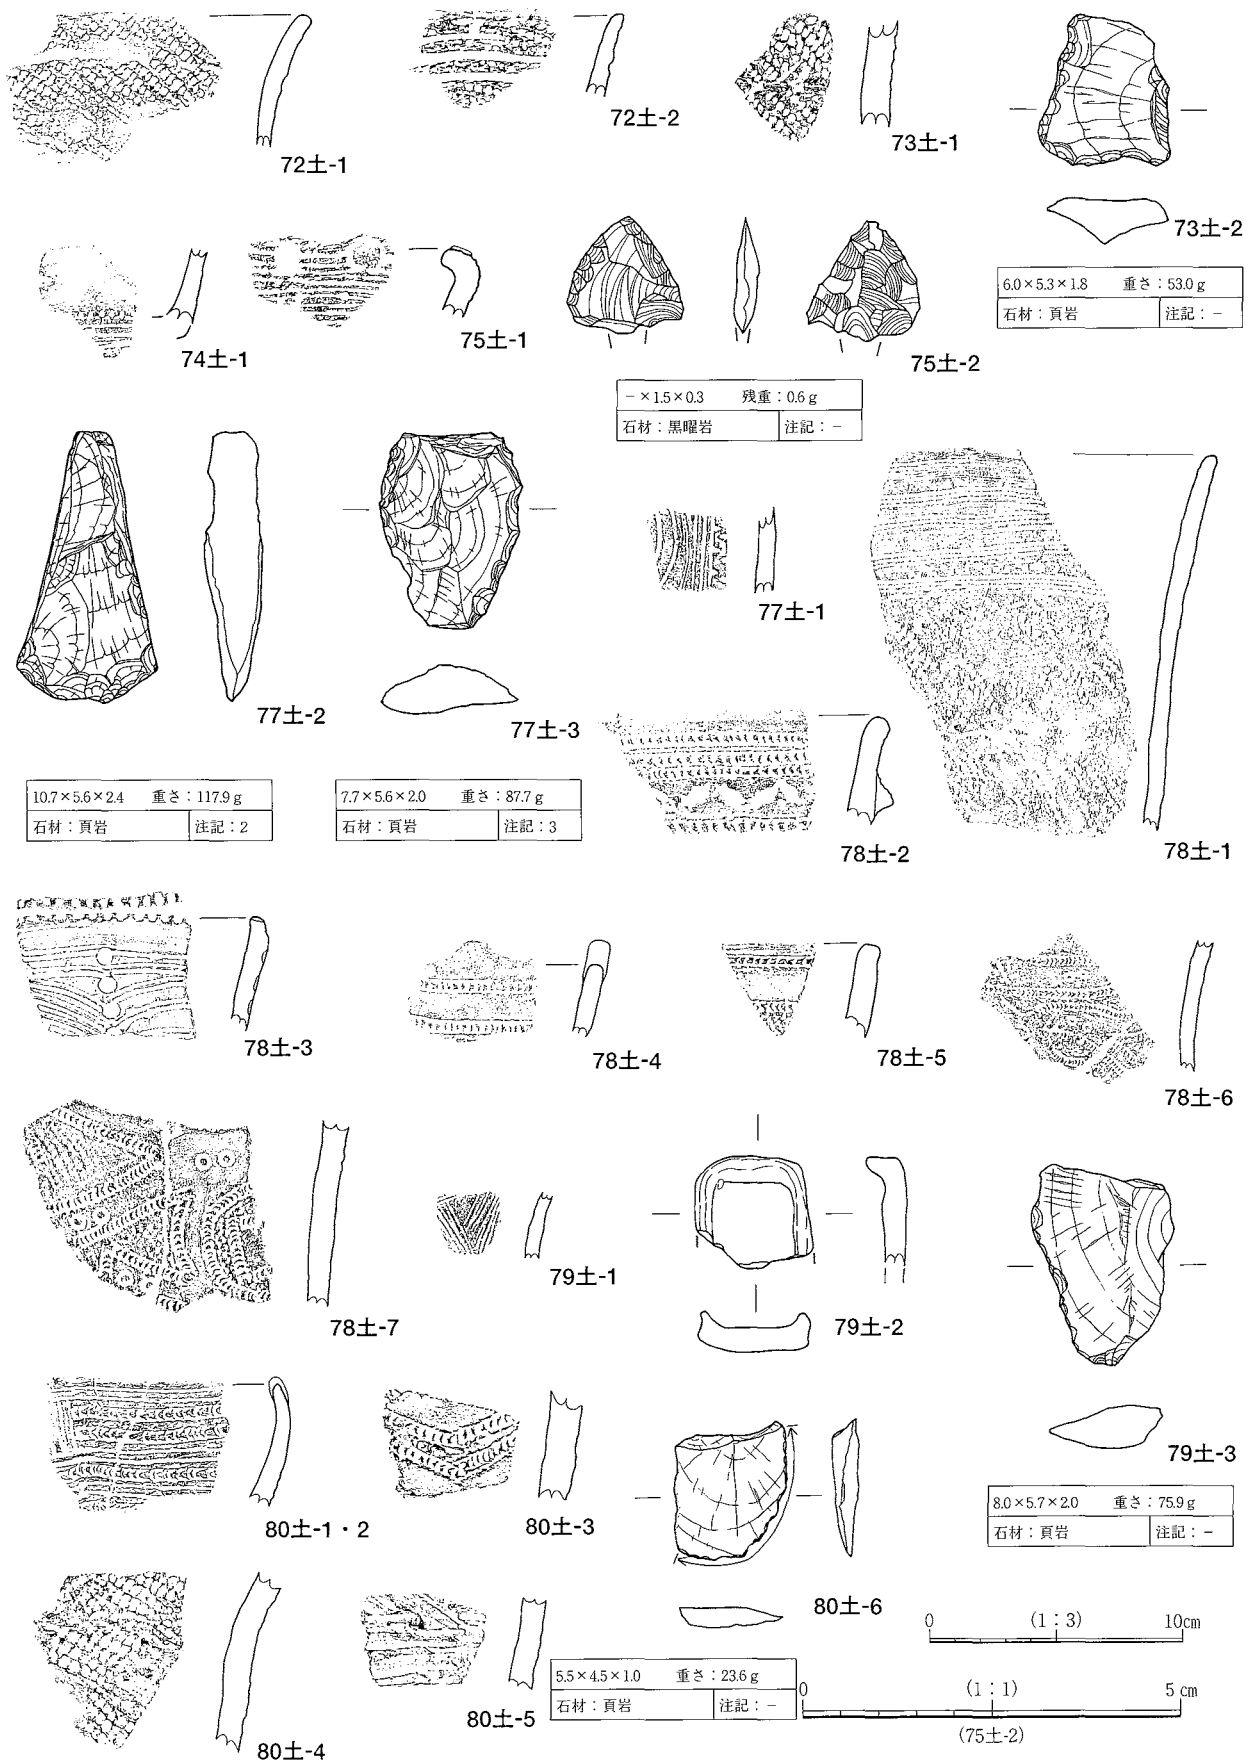 72土-1
72土-2
73土-1
73土-2
6.0×5.3×1.8 重さ：53.0g
石材：頁岩 注記：−
74土-1
75土-1
75土-2
−×1.5×0.3 残重：0.6g
石材：黒曜岩 注記：−
77土-1
77土-2
77土-3
10.7×5.6×2.4 重さ：117.9g
石材：頁岩 注記：2
7.7×5.6×2.0 重さ：87.7g
石材：頁岩 注記：3
78土-2
78土-1
78土-3
78土-4
78土-5
78土-6
78土-7
79土-1
79土-2
79土-3
8.0×5.7×2.0 重さ：75.9g
石材：頁岩 注記：−
80土-1・2
80土-3
80土-6
80土-4
80土-5
5.5×4.5×1.0 重さ：23.6g
石材：頁岩 注記：−
0 (1：3) 10cm
0 (1：1) 5cm
(75土-2)